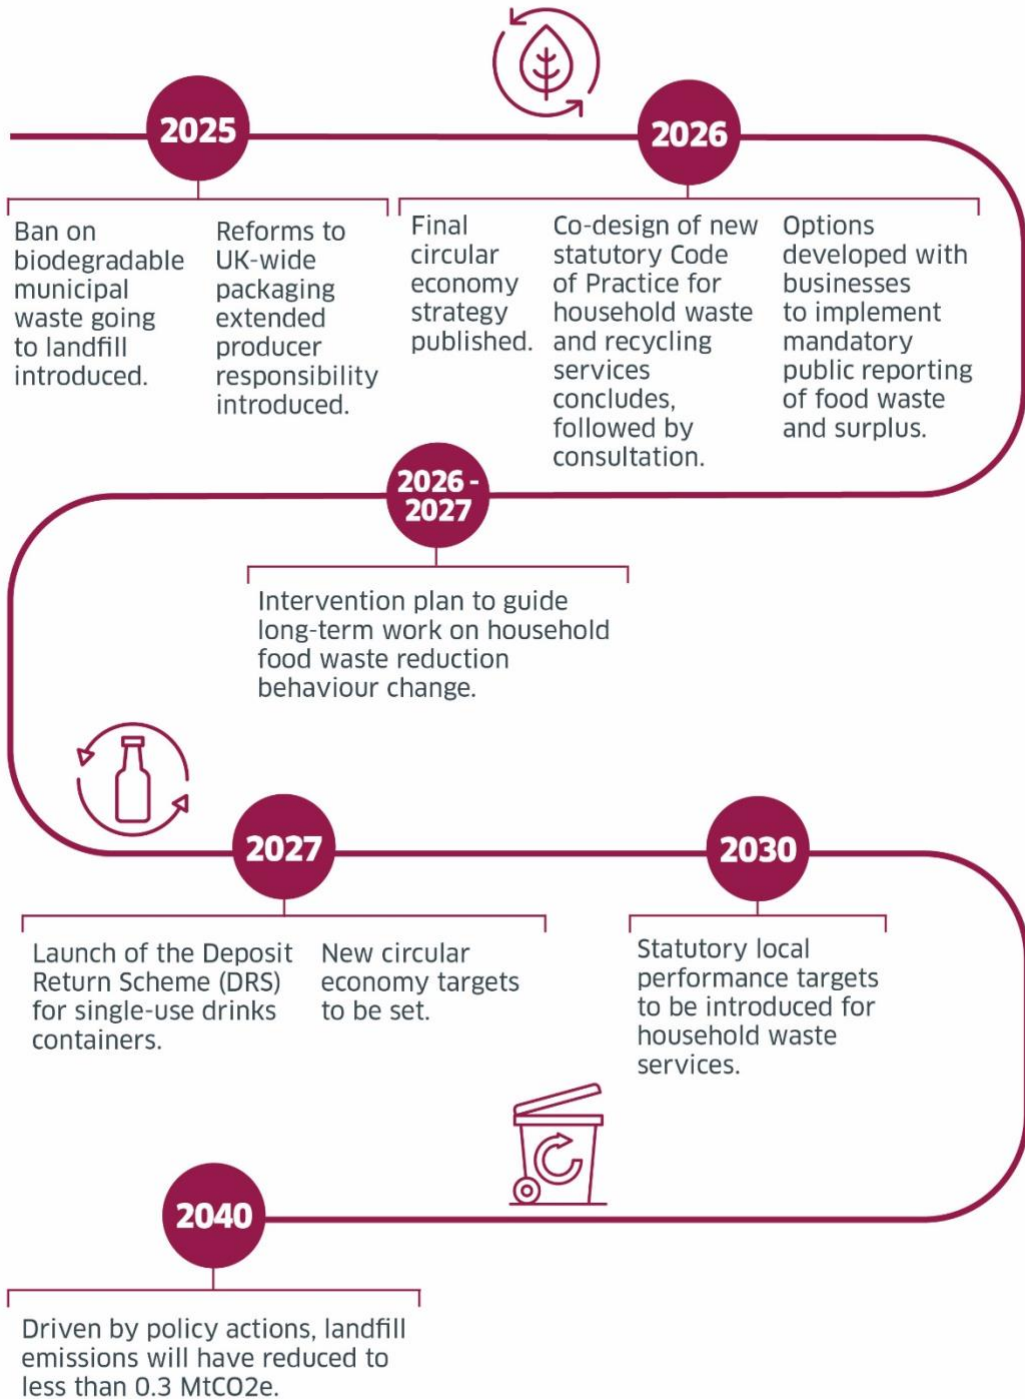 2025
2026
Ban on
biodegradable
municipal
waste going
to landfill
introduced.
Reforms to
UK-wide
packaging
extended
producer
responsibility
introduced.
Final
circular
economy
strategy
published.
Co-design of new
statutory Code
of Practice for
household waste
and recycling
services
concludes,
followed by
consultation.
Options
developed with
businesses
to implement
mandatory
public reporting
of food waste
and surplus.
2026 -
2027
Intervention plan to guide
long-term work on household
food waste reduction
behaviour change.
2027
2030
Launch of the Deposit
Return Scheme (DRS)
for single-use drinks
containers.
New circular
economy targets
to be set.
Statutory local
performance targets
to be introduced for
household waste
services.
2040
Driven by policy actions, landfill
emissions will have reduced to
less than 0.3 MtCO2e.